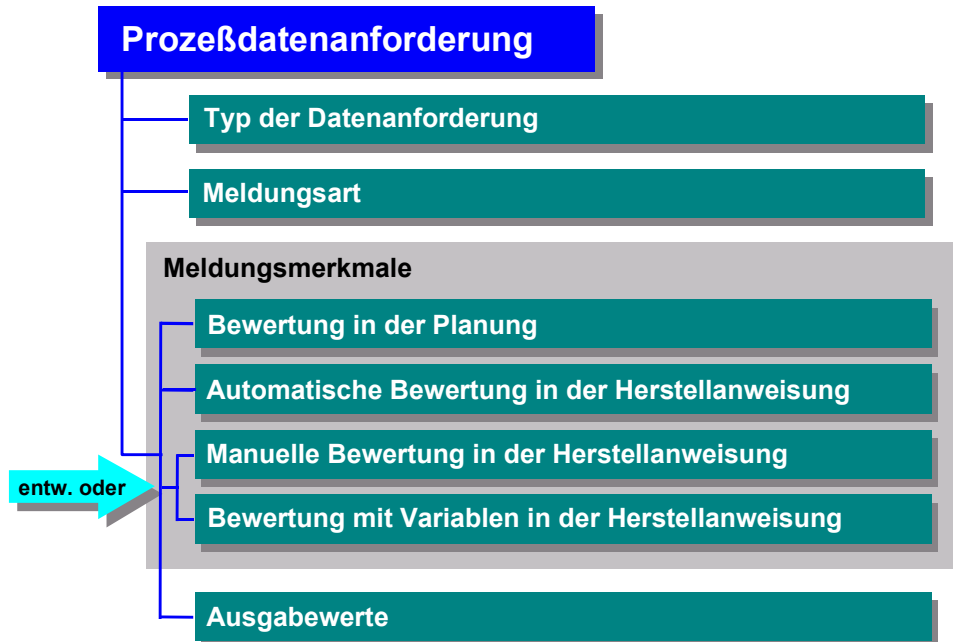 Prozeßdatenanforderung
Typ der Datenanforderung
Meldungsart
Meldungsmerkmale
Bewertung in der Planung
Automatische Bewertung in der Herstellanweisung
Manuelle Bewertung in der Herstellanweisung
entw. oder
Bewertung mit Variablen in der Herstellanweisung
Ausgabewerte